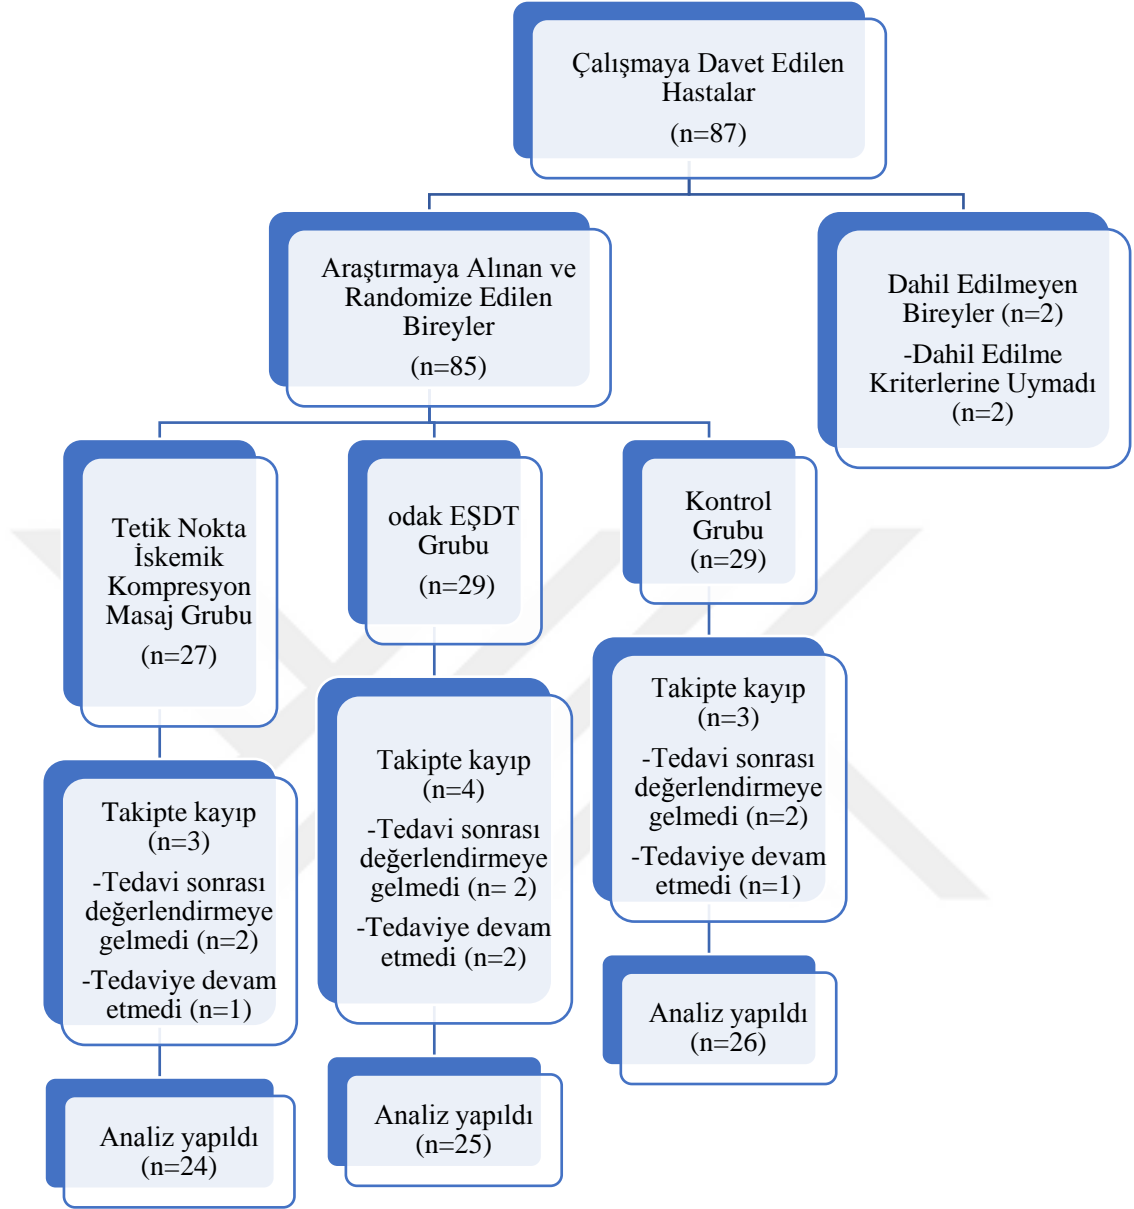 Çalışmaya Davet Edilen
Hastalar
(n=87)
Araştırmaya Alınan ve
Randomize Edilen
Bireyler
(n=85)
Dahil Edilmeyen
Bireyler (n=2)
-Dahil Edilme
Kriterlerine Uymadı
(n=2)
Tetik Nokta
İskemik
Kompresyon
Masaj Grubu
(n=27)
Takipte kayıp
(n=3)
-Tedavi sonrası
değerlendirmeye
gelmedi (n=2)
-Tedaviye devam
etmedi (n=1)
Analiz yapıldı
(n=24)
odak EŞDT
Grubu
(n=29)
Takipte kayıp
(n=4)
-Tedavi sonrası
değerlendirmeye
gelmedi (n= 2)
-Tedaviye devam
etmedi (n=2)
Analiz yapıldı
(n=25)
Kontrol
Grubu
(n=29)
Takipte kayıp
(n=3)
-Tedavi sonrası
değerlendirmeye
gelmedi (n=2)
-Tedaviye devam
etmedi (n=1)
Analiz yapıldı
(n=26)